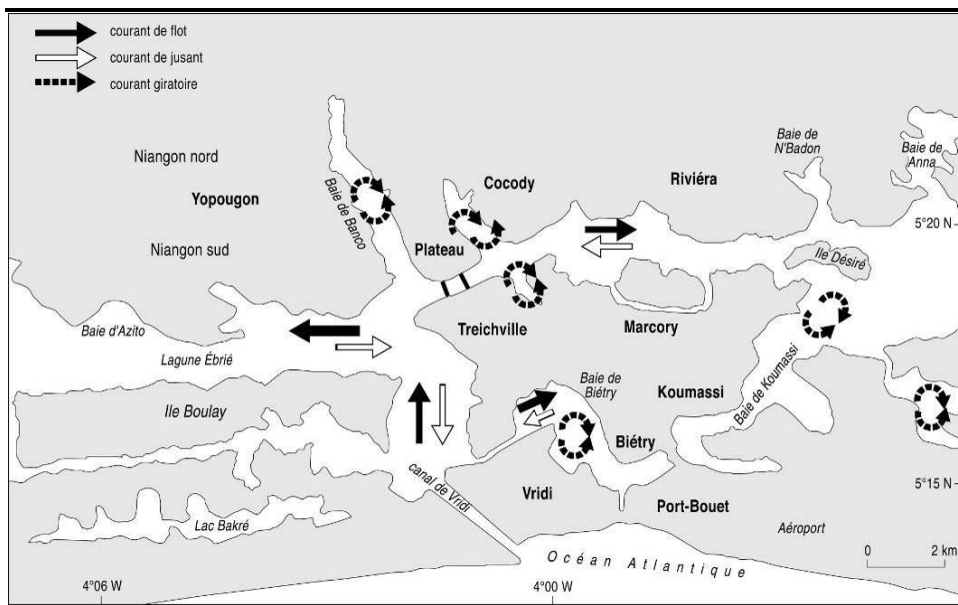 courant de flot
courant de jusant
courant giratoire
Niangon nord
Yopougon
Niangon sud
Baie de Banco
Plateau
Cocody
Riviéra
Baie de
N'Badon
Baie de
Anna
5°20 N
Ile Désiré
Baie d'Azito
Lagune Ébrié
Treichville
Marcory
Ile Boulay
Baie de
Biétry
Koumassi
Baie de Koumassi
Biétry
canal de Vridi
Vridi
Port-Bouet
5°15 N
Lac Bakré
Aéroport
0 2 km
Océan Atlantique
4°06 W
4°00 W